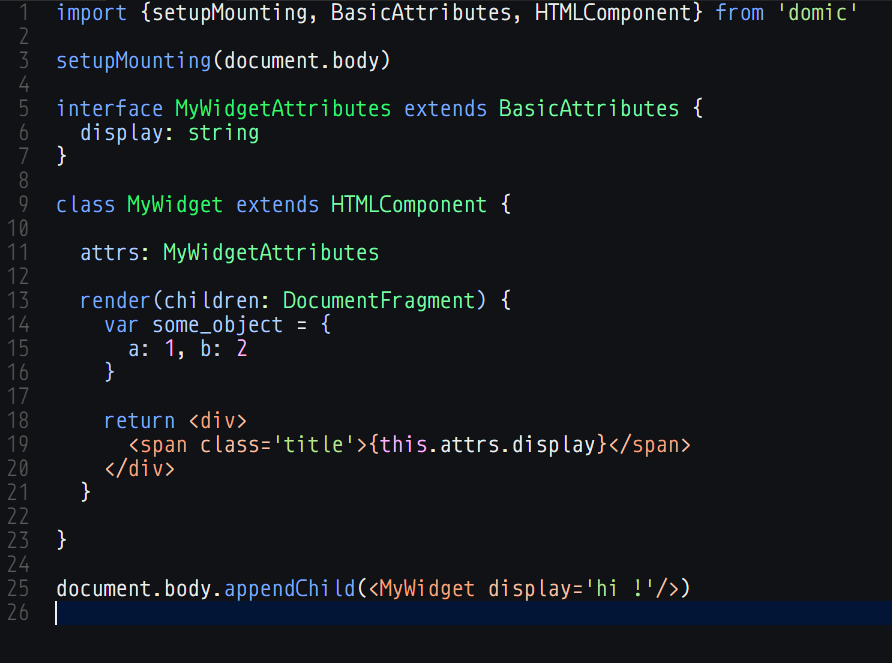 1 import {setupMounting, BasicAttributes, HTMLComponent} from 'domic'
2
3 setupMounting(document.body)
4
5 interface MyWidgetAttributes extends BasicAttributes {
6   display: string
7 }
8
9 class MyWidget extends HTMLComponent {
10
11   attrs: MyWidgetAttributes
12
13   render(children: DocumentFragment) {
14     var some_object = {
15       a: 1, b: 2
16     }
17
18     return <div>
19       <span class='title'>{this.attrs.display}</span>
20     </div>
21   }
22
23 }
24
25 document.body.appendChild(<MyWidget display='hi !'/>)
26